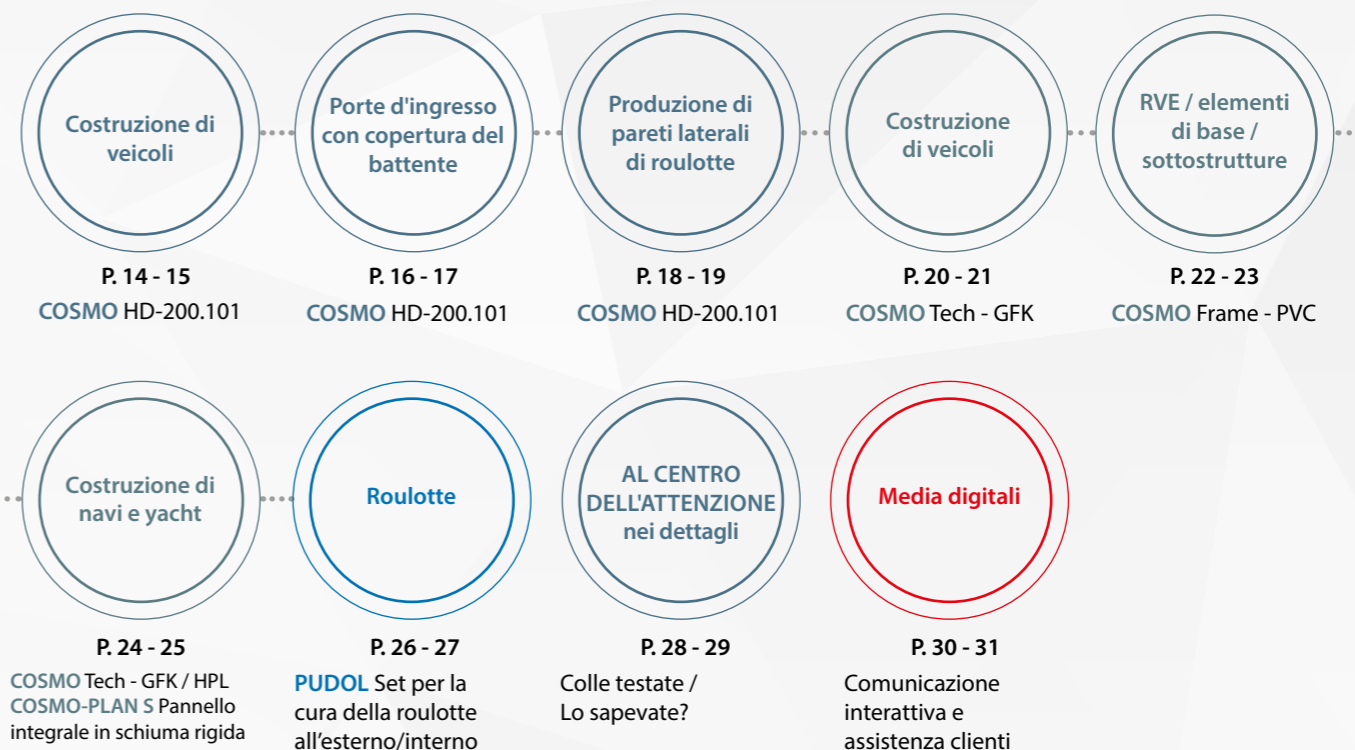 Costruzione di
veicoli
P. 14 - 15
COSMO HD-200.101
Porte d'ingresso
con copertura del
battente
P. 16 - 17
COSMO HD-200.101
Produzione di
pareti laterali
di roulotte
P. 18 - 19
COSMO HD-200.101
Costruzione
di veicoli
P. 20 - 21
COSMO Tech - GFK
RVE / elementi
di base /
sottostrutture
P. 22 - 23
COSMO Frame - PVC
Costruzione di
navi e yacht
P. 24 - 25
COSMO Tech - GFK / HPL
COSMO-PLAN S Pannello
integrale in schiuma rigida
Roulotte
P. 26 - 27
PUDOL Set per la
cura della roulotte
all’esterno/interno
AL CENTRO
DELL'ATTENZIONE
nei dettagli
P. 28 - 29
Colle testate /
Lo sapevate?
Media digitali
P. 30 - 31
Comunicazione
interattiva e
assistenza clienti